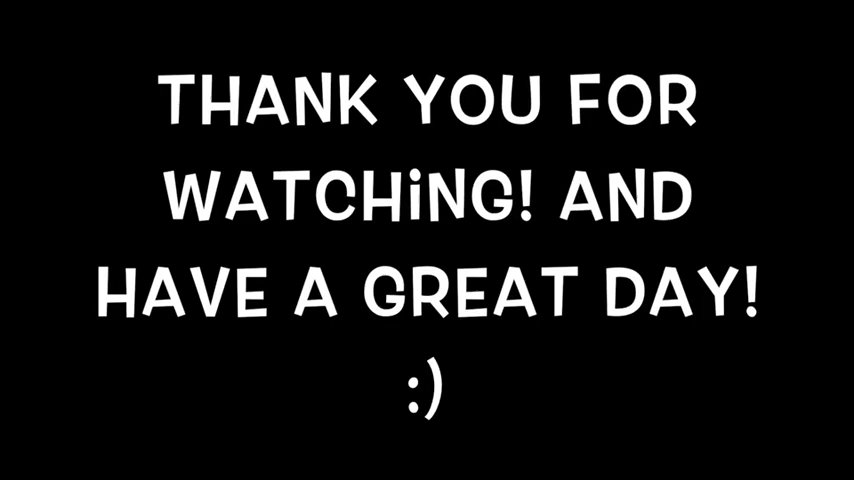 THANK YOU FOR
WATCHiNG! AND
HAVE A GREAT DAY!
:)